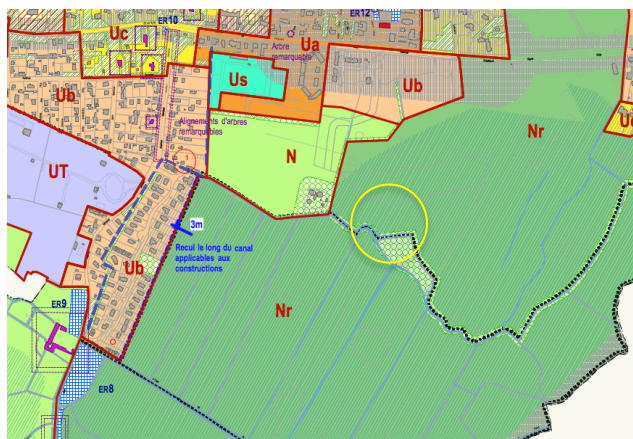 ER10
ER12
Uc
Ua
Arbre
remarquable
Us
Ub
Ub
Nr
Alignements d'arbres
remarquables
N
UT
3m
Recul le long du canal
applicables aux
constructions
Ub
Nr
ER9
ER8